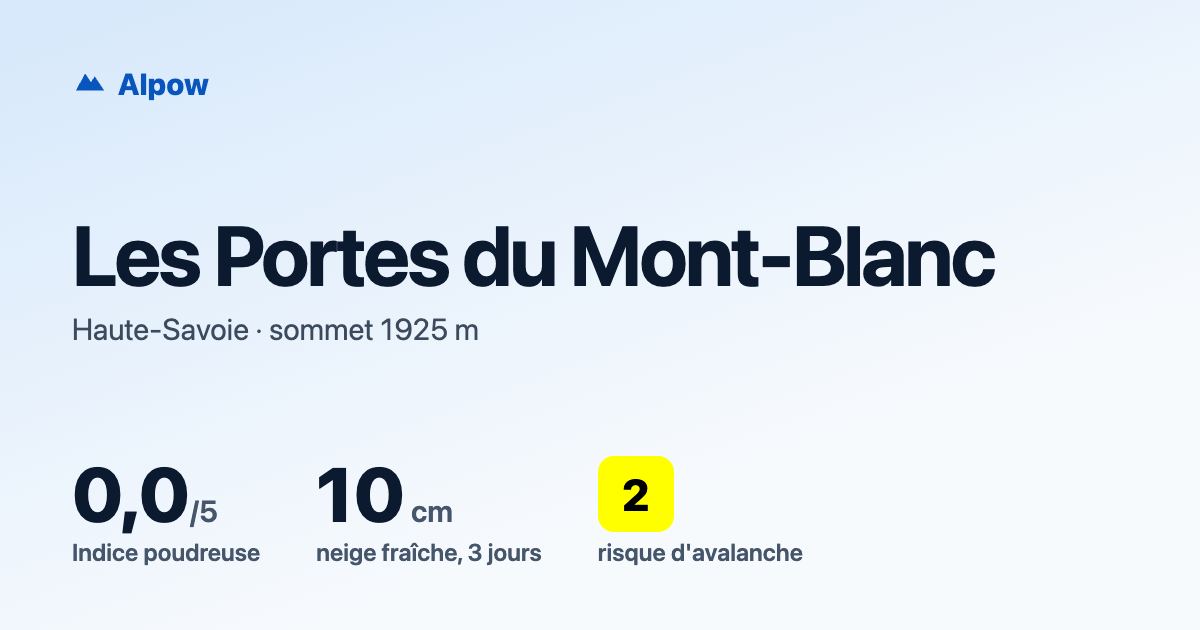 Alpow
Les Portes du Mont-Blanc
Haute-Savoie · sommet 1925 m
0,0/5
Indice poudreuse
10 cm
neige fraîche, 3 jours
2
risque d'avalanche